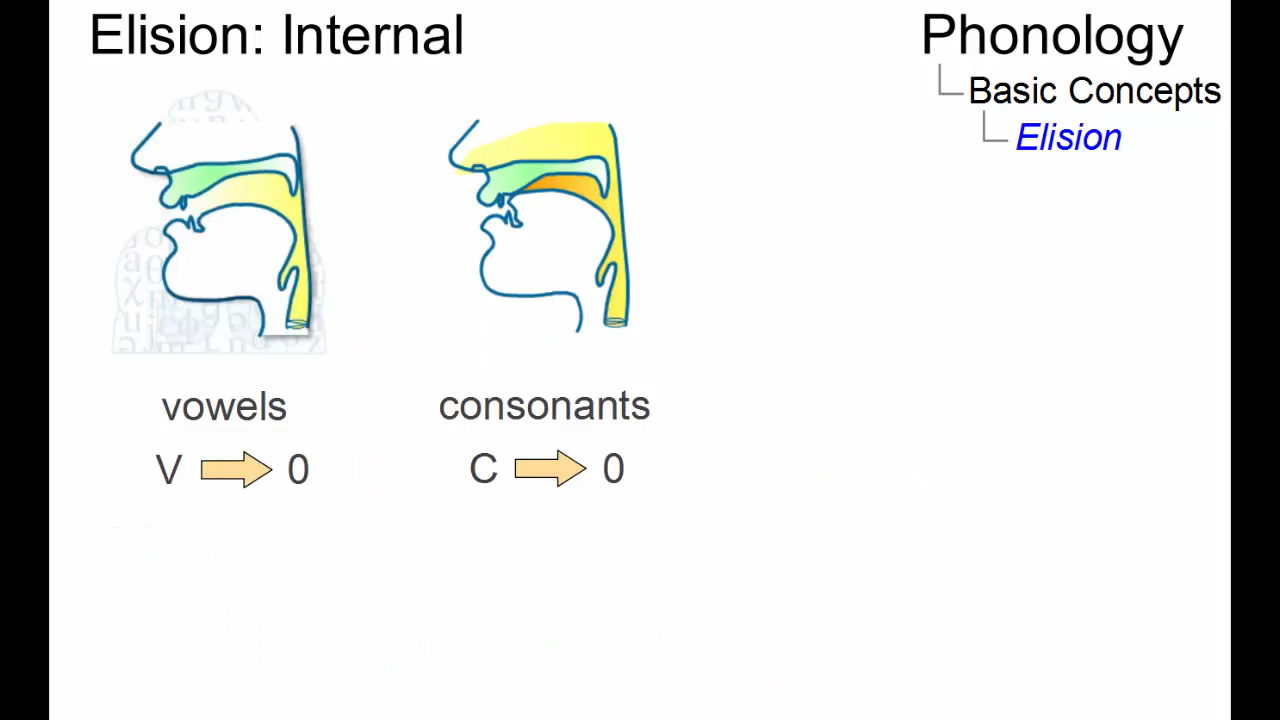 Elision: Internal
Phonology
Basic Concepts
Elision
vowels
consonants
V 0
C 0